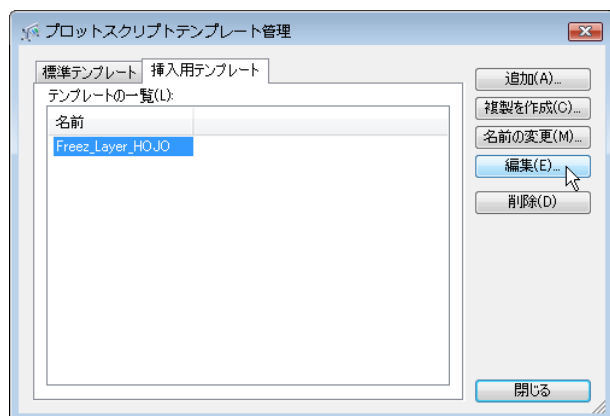 プロットスクリプトテンプレート管理
標準テンプレート 挿入用テンプレート
テンプレートの一覧(L):
名前
Freez_Layer_HOJO
追加(A)...
複製を作成(C)...
名前の変更(M)...
編集(E)...
削除(D)
閉じる